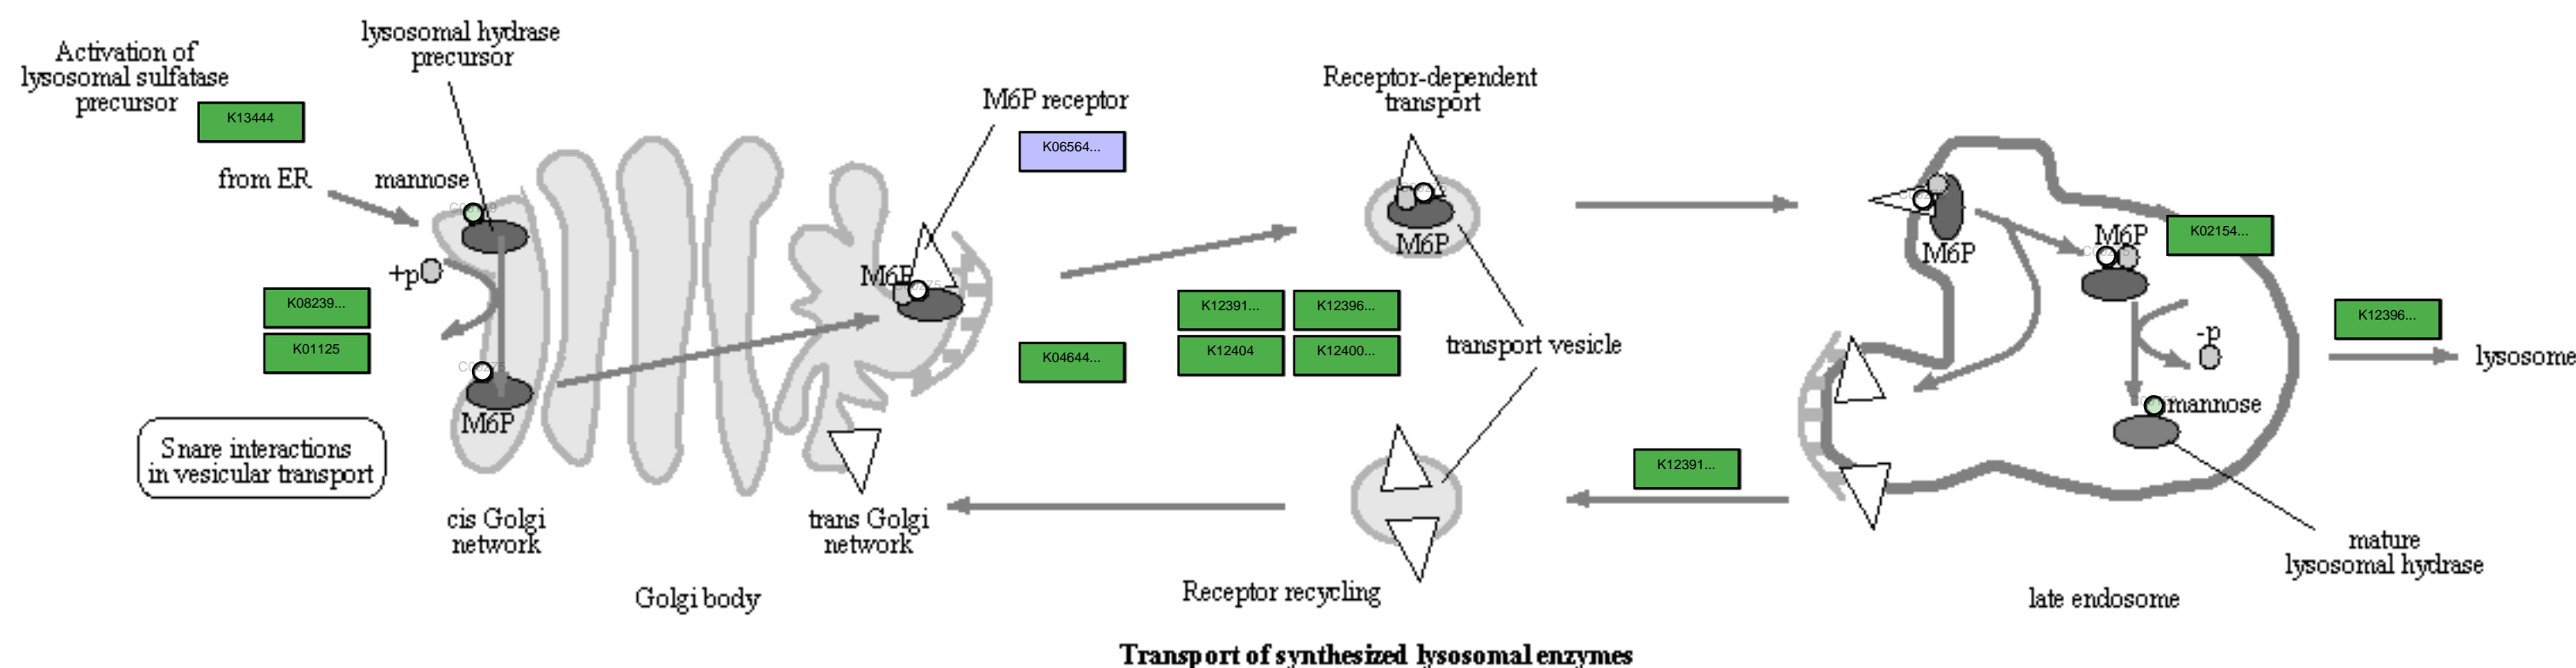 lysosomal hydrase
precursor
Activation of
lysosomal sulfatase
precursor
K13444
from ER
mannose
+p
K08239...
K01125
M6P
Snare interactions
in vesicular transport
cis Golgi
network
Golgi body
M6P receptor
K06564...
M6P
K04644...
trans Golgi
network
Receptor-dependent
transport
M6P
K12391...
K12396...
K12404
K12400...
transport vesicle
K12391...
Receptor recycling
M6P
M6P
K02154...
-p
mannose
K12396...
lysosome
mature
lysosomal hydrase
late endosome
Transport of synthesized lysosomal enzymes